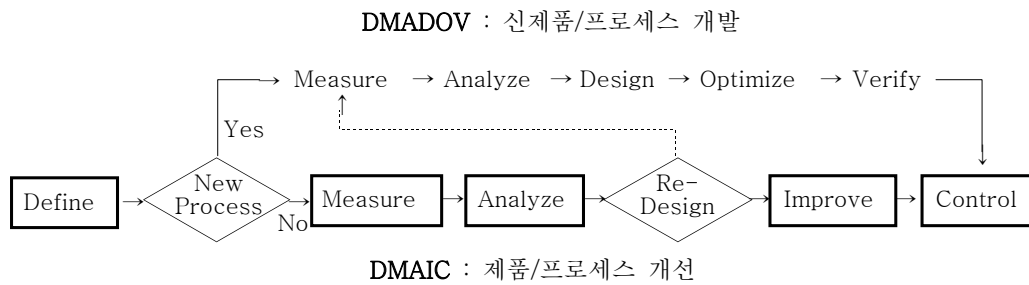 DMADOV : 신제품/프로세스 개발
Measure → Analyze → Design → Optimize → Verify
Yes
Define
New
Process
No
Measure
Analyze
Re-
Design
Improve
Control
DMAIC : 제품/프로세스 개선